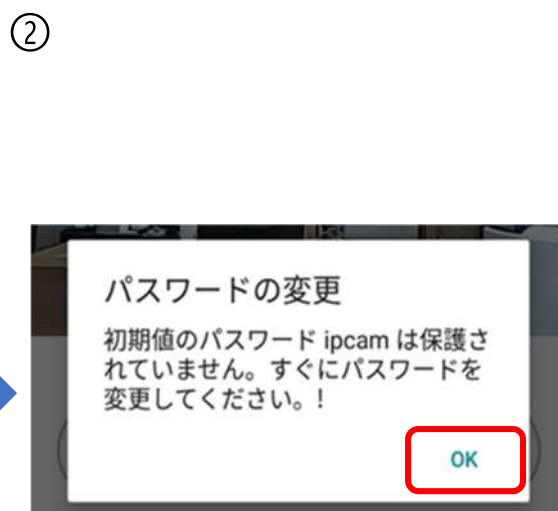 ②
パスワードの変更
初期値のパスワード ipcam は保護さ
れていません。すぐにパスワードを
変更してください。!
OK